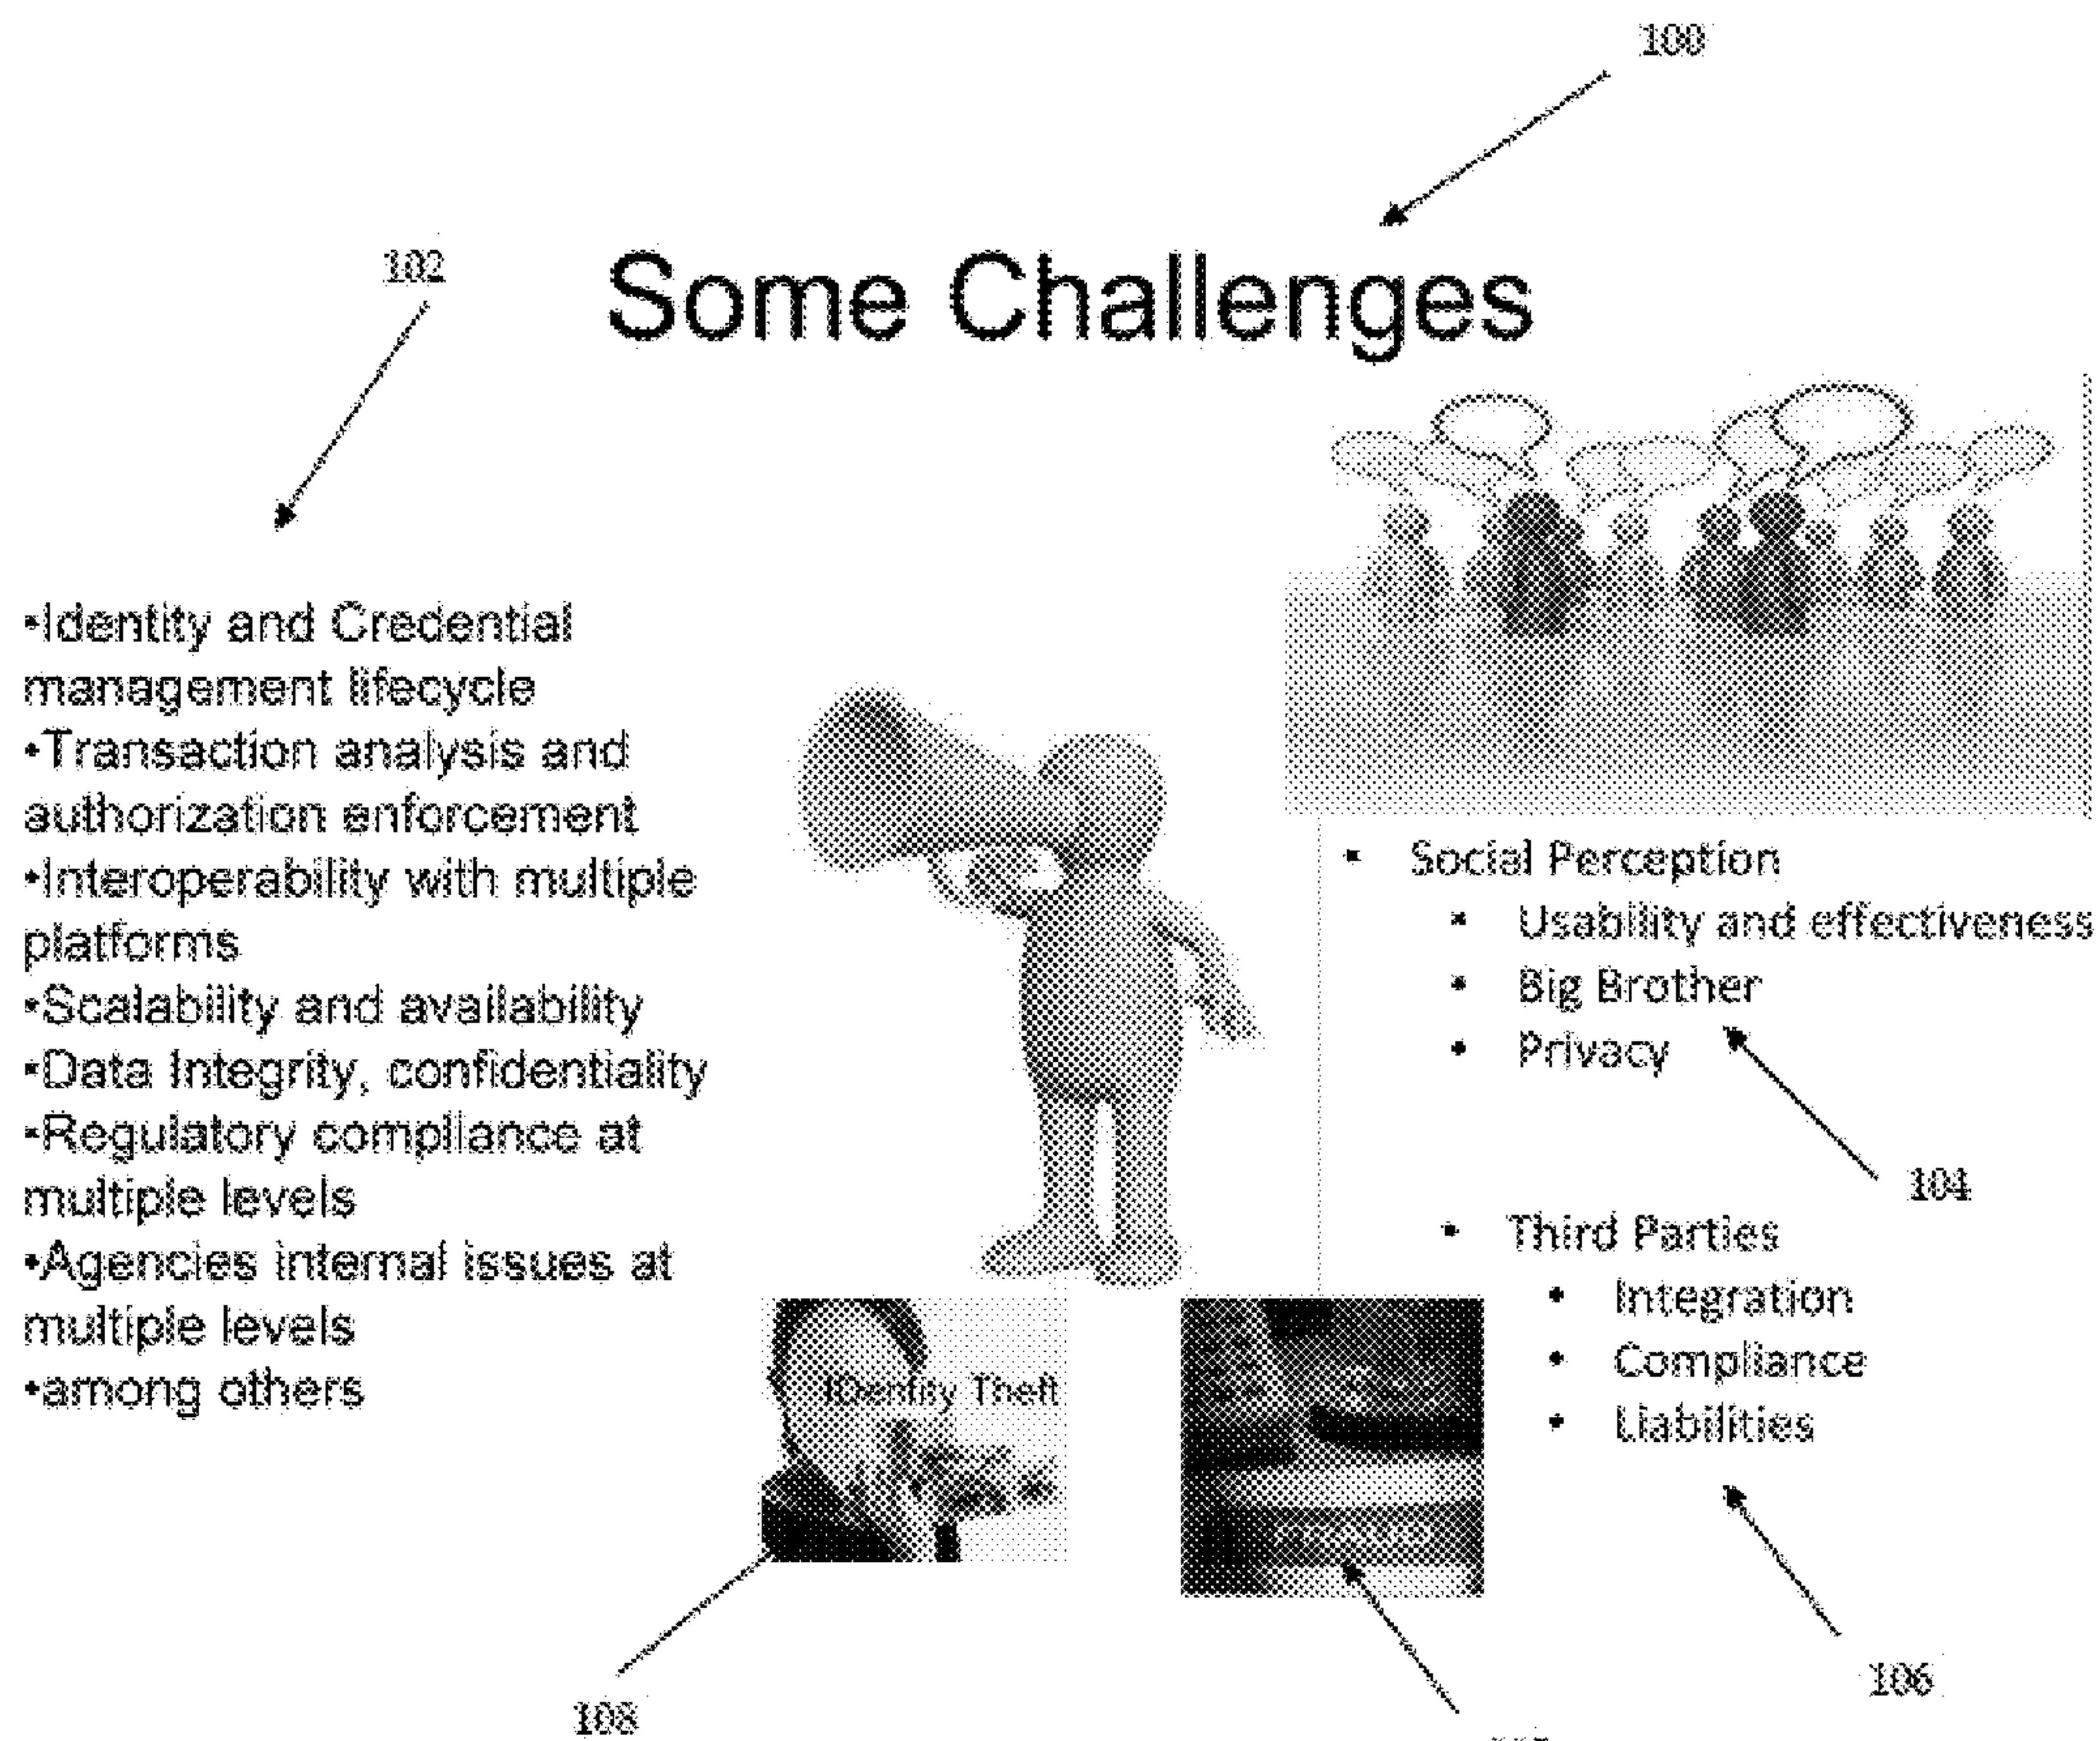 100
102
Some Challenges
•Identity and Credential
management lifecycle
•Transaction analysis and
authorization enforcement
•Interoperability with multiple
platforms
•Scalability and availability
•Data Integrity, confidentiality
•Regulatory compliance at
multiple levels
•Agencies internal issues at
multiple levels
•among others
• Social Perception
• Usability and effectiveness
• Big Brother
• Privacy
104
• Third Parties
• Integration
• Compliance
• Liabilities
106
IDentity Theft
108